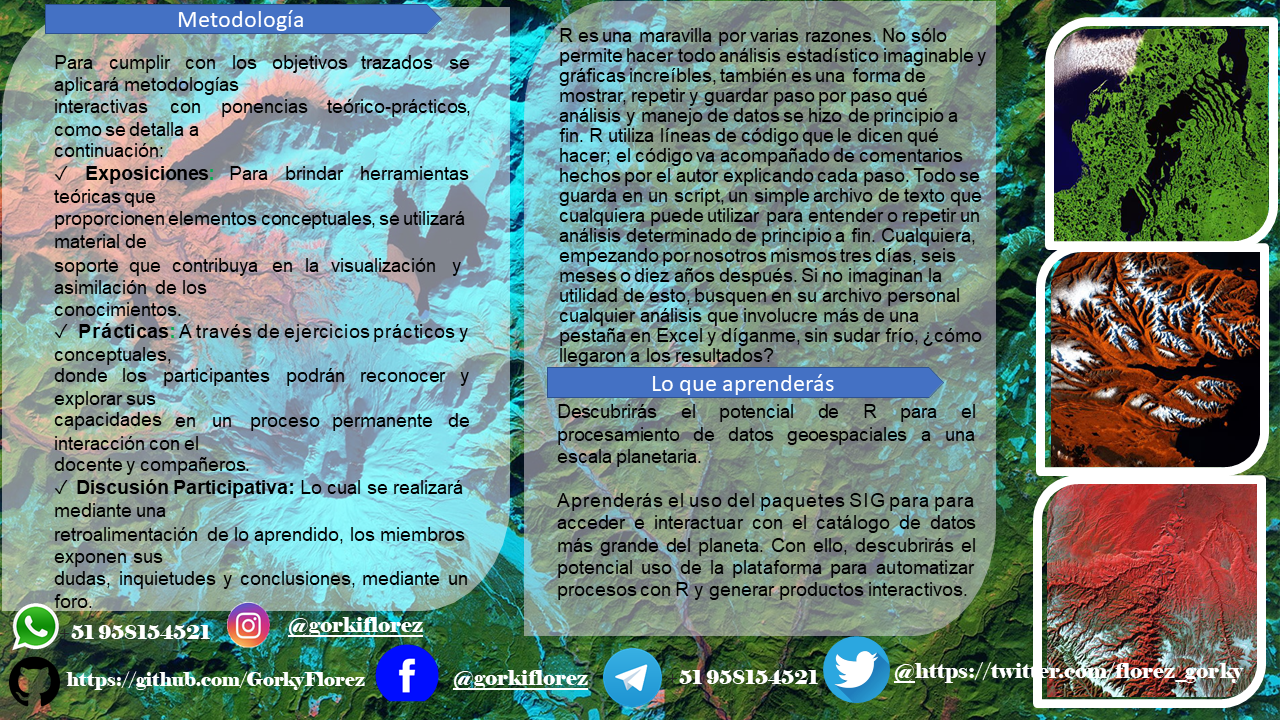 Metodología
Para cumplir con los objetivos trazados se
aplicará metodologías
interactivas con ponencias teórico-prácticos,
como se detalla a
continuación:
✓ Exposiciones: Para brindar herramientas
teóricas que
proporcionen elementos conceptuales, se utilizará
material de
soporte que contribuya en la visualización y
asimilación de los
conocimientos.
✓ Prácticas: A través de ejercicios prácticos y
conceptuales,
donde los participantes podrán reconocer y
explorar sus
capacidades en un proceso permanente de
interacción con el
docente y compañeros.
✓ Discusión Participativa: Lo cual se realizará
mediante una
retroalimentación de lo aprendido, los miembros
exponen sus
dudas, inquietudes y conclusiones, mediante un
foro.
R es una maravilla por varias razones. No sólo
permite hacer todo análisis estadístico imaginable y
gráficas increíbles, también es una forma de
mostrar, repetir y guardar paso por paso qué
análisis y manejo de datos se hizo de principio a
fin. R utiliza líneas de código que le dicen qué
hacer; el código va acompañado de comentarios
hechos por el autor explicando cada paso. Todo se
guarda en un script, un simple archivo de texto que
cualquiera puede utilizar para entender o repetir un
análisis determinado de principio a fin. Cualquiera,
empezando por nosotros mismos tres días, seis
meses o diez años después. Si no imaginan la
utilidad de esto, busquen en su archivo personal
cualquier análisis que involucre más de una
pestaña en Excel y díganme, sin sudar frío, ¿cómo
llegaron a los resultados?
Lo que aprenderás
Descubrirás el potencial de R para el
procesamiento de datos geoespaciales a una
escala planetaria.
Aprenderás el uso del paquetes SIG para para
acceder e interactuar con el catálogo de datos
más grande del planeta. Con ello, descubrirás el
potencial uso de la plataforma para automatizar
procesos con R y generar productos interactivos.
51 958154521
@gorkiflorez
https://github.com/GorkyFlorez
@gorkiflorez
51 958154521
@https://twitter.com/florez_gorky